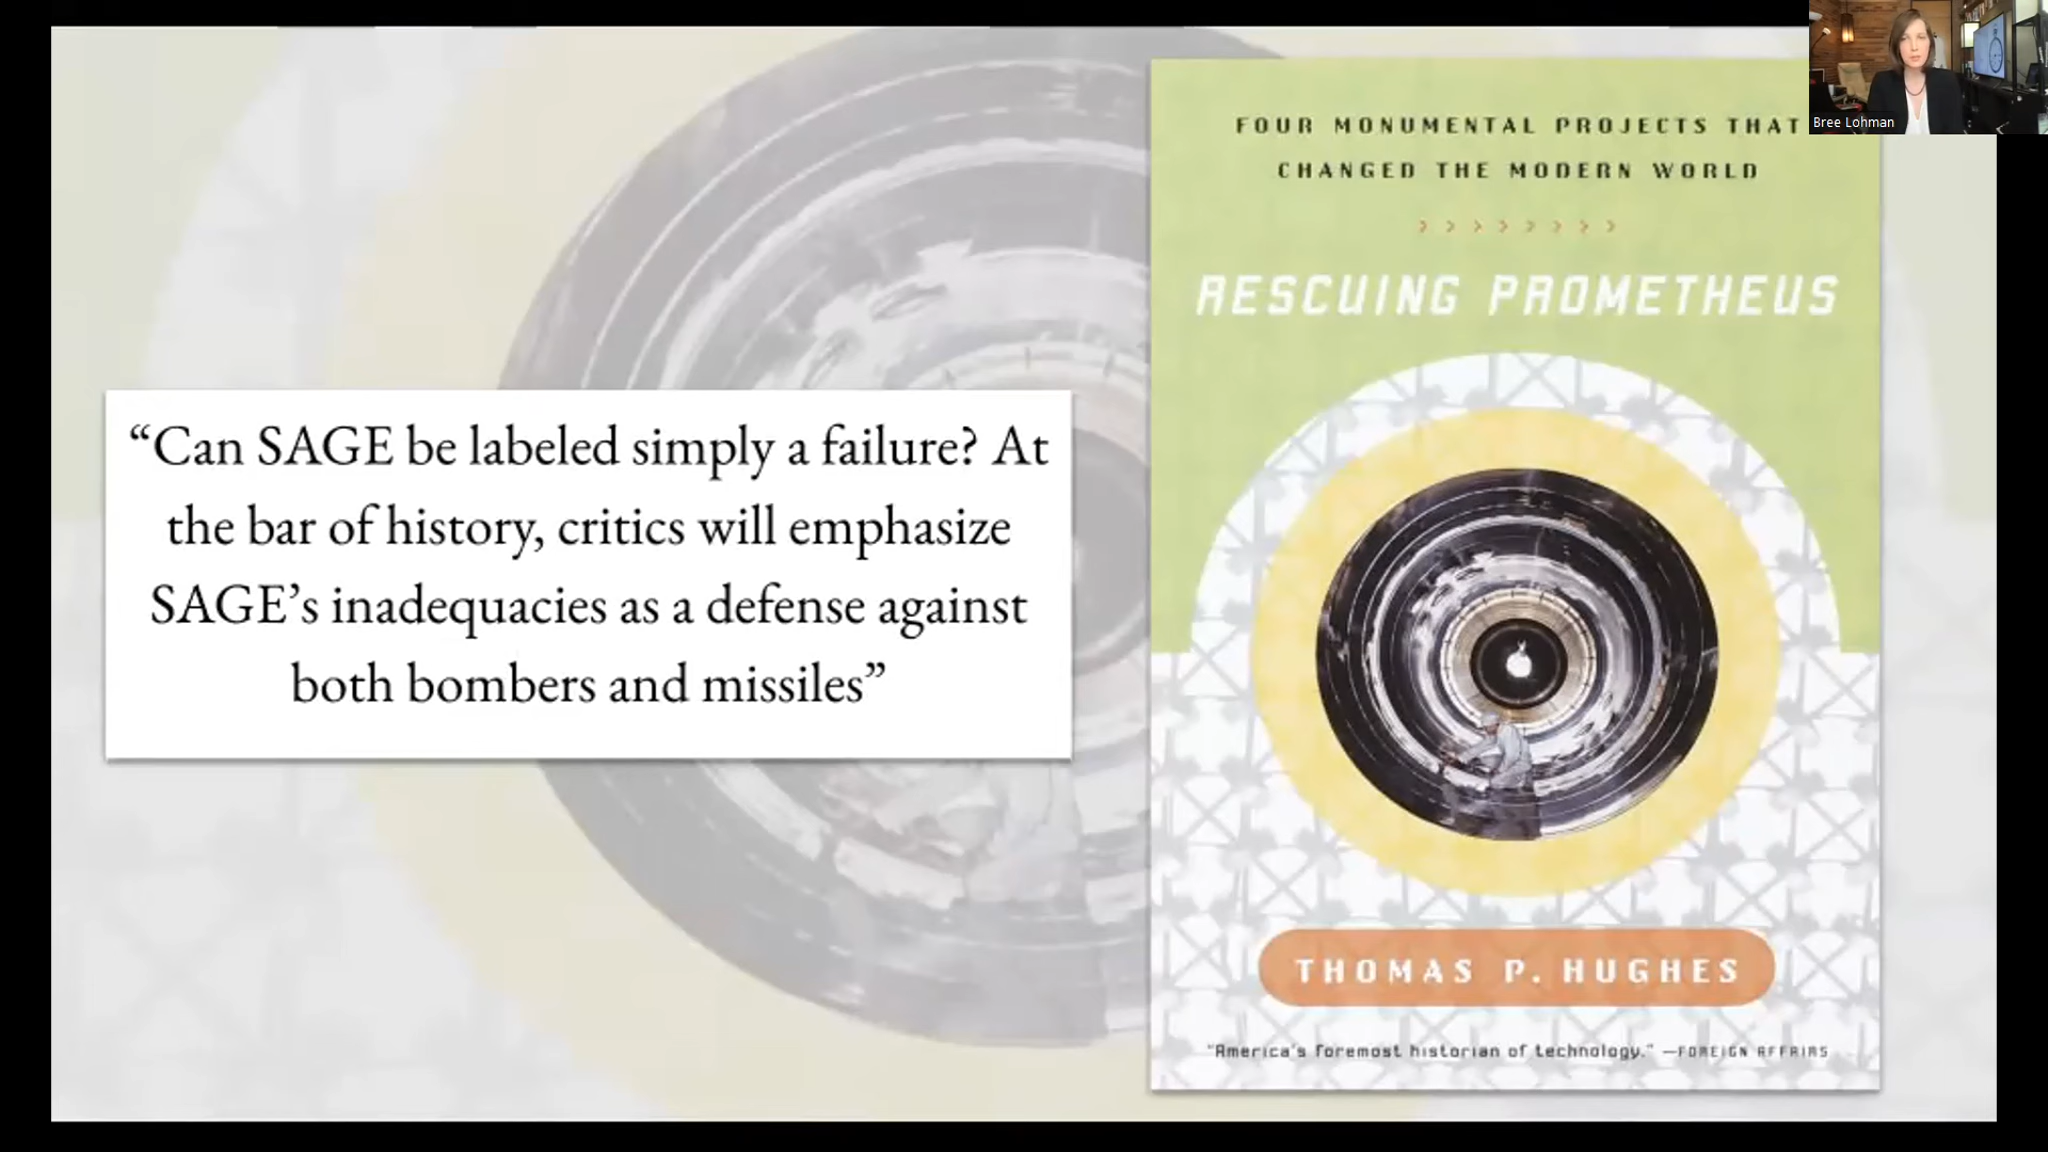 Bree Lohman
FOUR MONUMENTAL PROJECTS THAT
CHANGED THE MODERN WORLD
> > > > > > > >
RESCUING PROMETHEUS
“Can SAGE be labeled simply a failure? At
the bar of history, critics will emphasize
SAGE’s inadequacies as a defense against
both bombers and missiles”
THOMAS P. HUGHES
"America's foremost historian of technology." —FOREIGN AFFAIRS